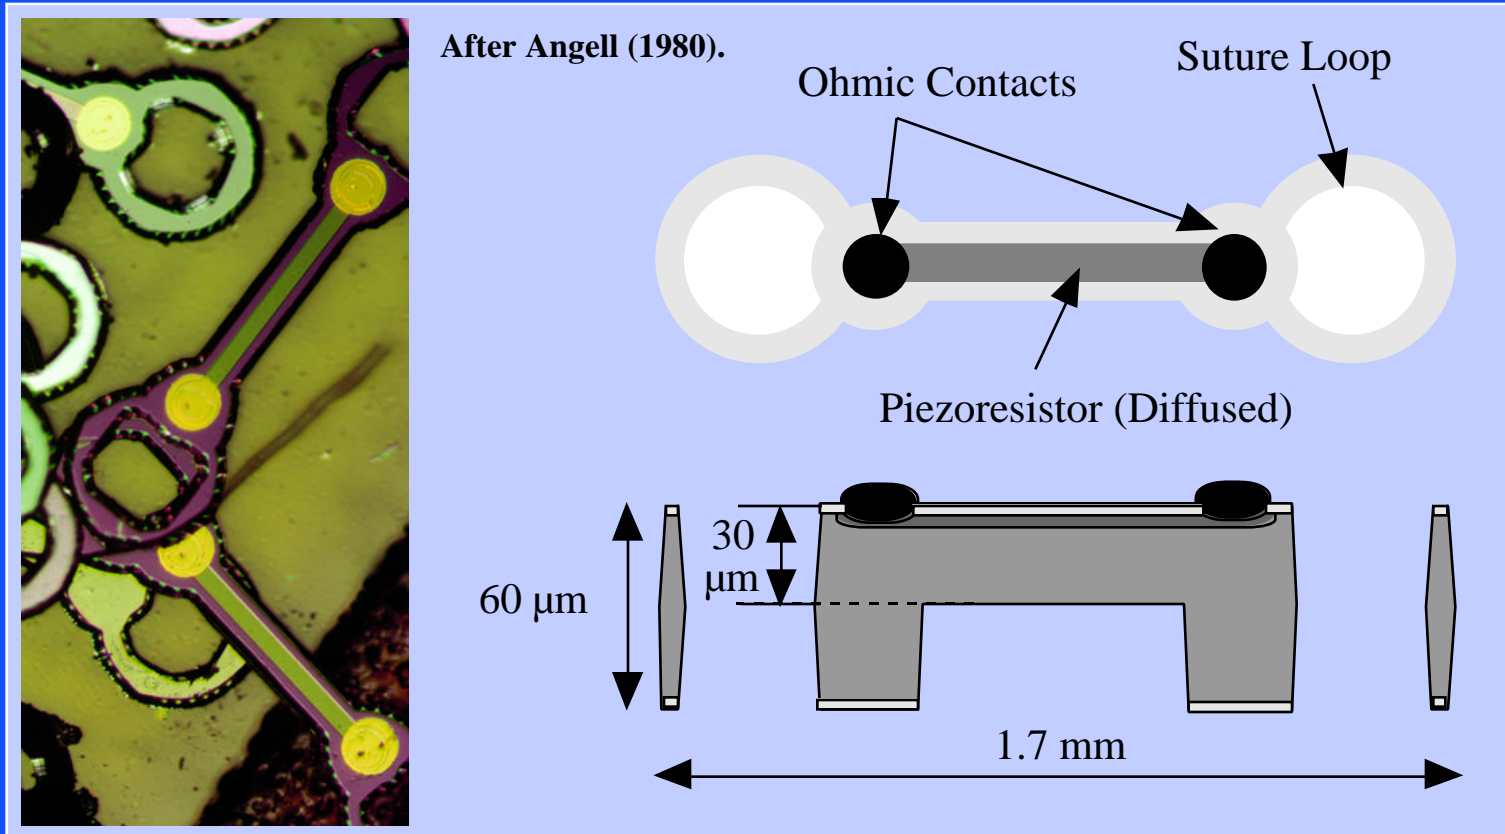 After Angell (1980).
Suture Loop
Ohmic Contacts
Piezoresistor (Diffused)
30
µm
60 µm
1.7 mm